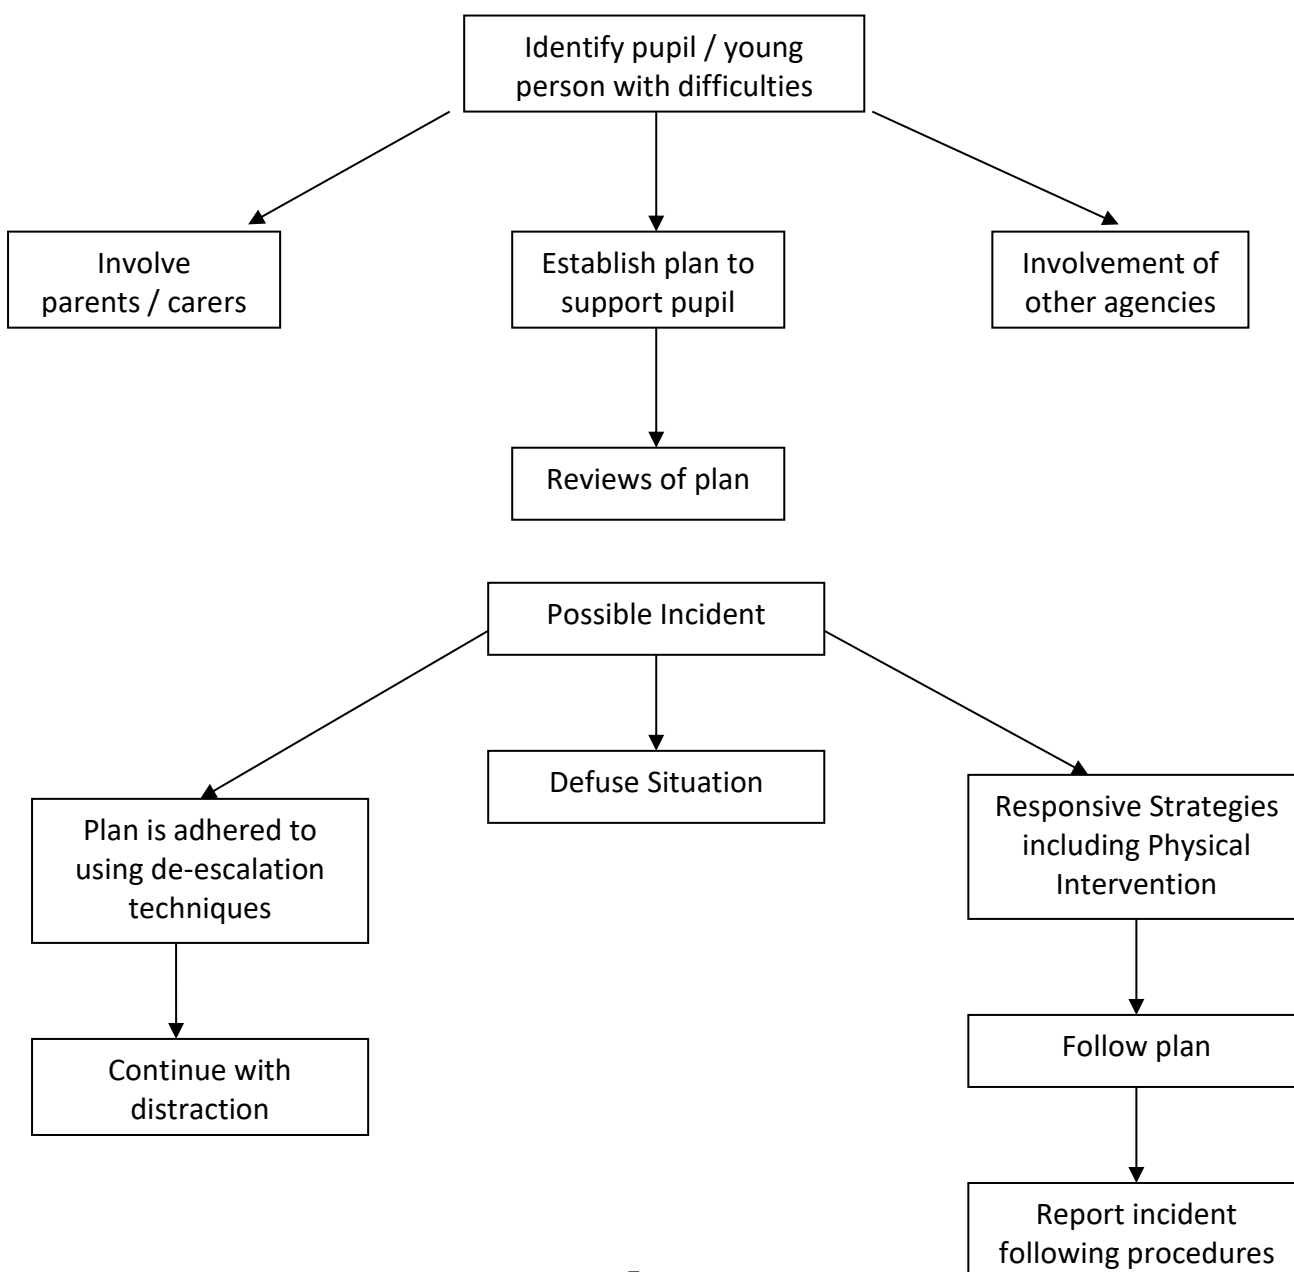 Identify pupil / young
person with difficulties
Involve
parents / carers
Establish plan to
support pupil
Involvement of
other agencies
Reviews of plan
Possible Incident
Defuse Situation
Plan is adhered to
using de-escalation
techniques
Responsive Strategies
including Physical
Intervention
Continue with
distraction
Follow plan
Report incident
following procedures